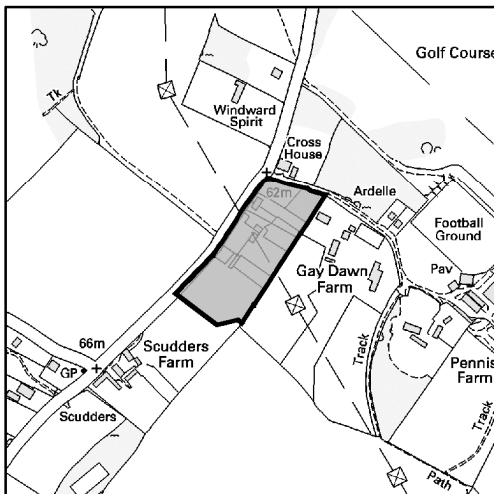 Golf Course
Tk
Windward
Spirit
Cross
House
62m
Ardelle
Football
Ground
Gay Dawn
Farm
Pav
66m
Scudders
Farm
GP
Track
Pennis
Farm
Scudders
Track
Path